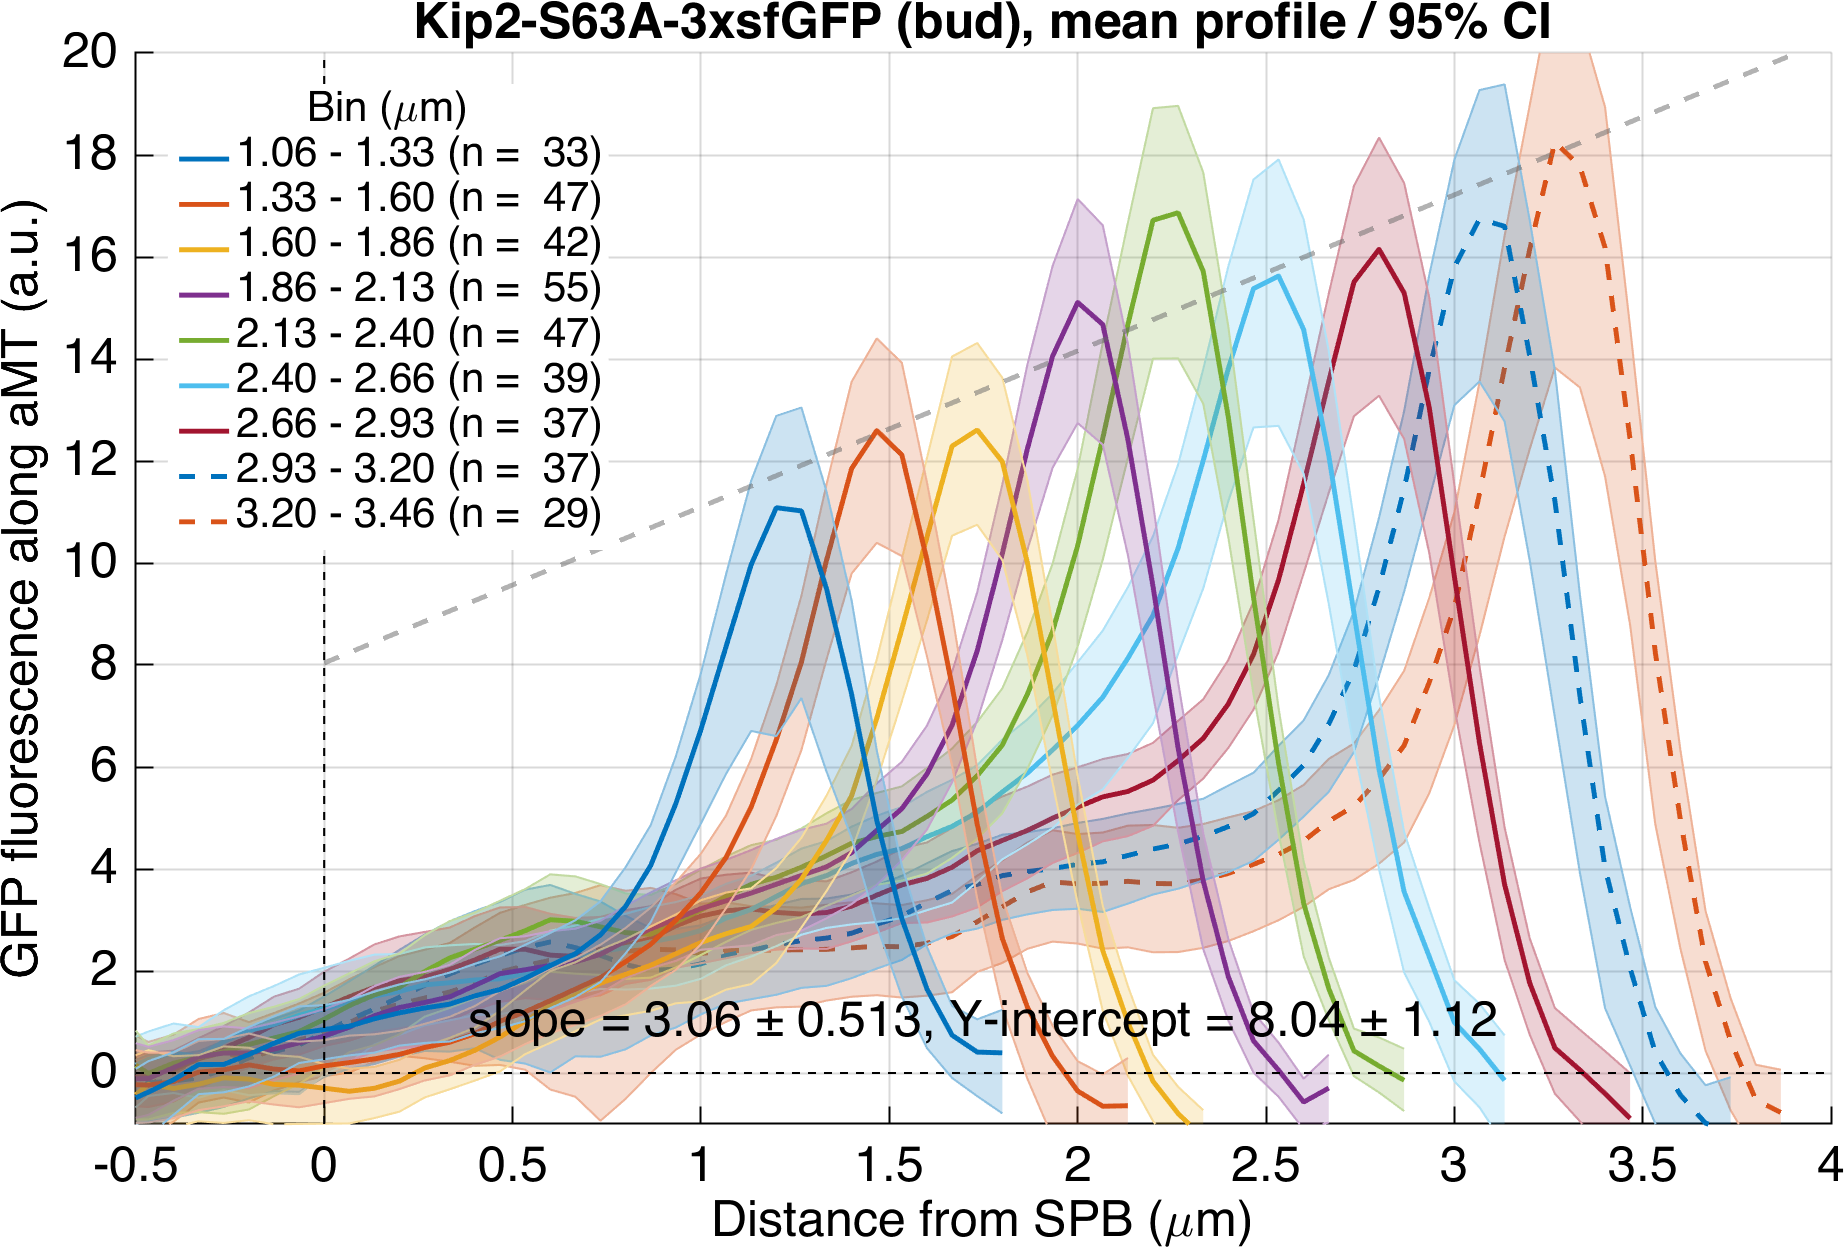 Kip2-S63A-3xsfGFP (bud), mean profile / 95% CI
GFP fluorescence along aMT (a.u.)
20
18
16
14
12
10
8
6
4
2
0
Bin (μm)
1.06 - 1.33 (n = 33)
1.33 - 1.60 (n = 47)
1.60 - 1.86 (n = 42)
1.86 - 2.13 (n = 55)
2.13 - 2.40 (n = 47)
2.40 - 2.66 (n = 39)
2.66 - 2.93 (n = 37)
2.93 - 3.20 (n = 37)
3.20 - 3.46 (n = 29)
slope = 3.06 ± 0.513, Y-intercept = 8.04 ± 1.12
-0.5 0 0.5 1 1.5 2 2.5 3 3.5 4
Distance from SPB (μm)